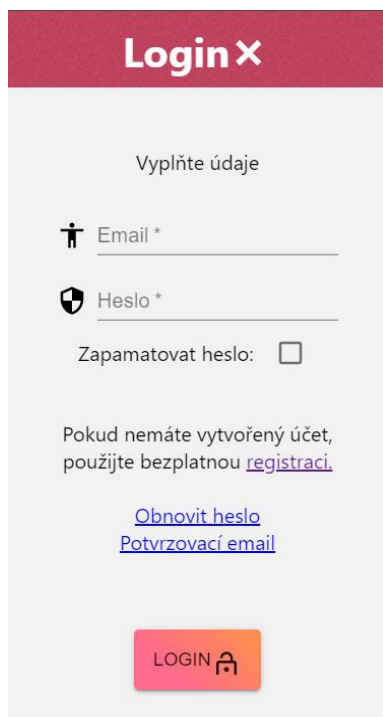 Login×
Vyplňte údaje
Email *
Heslo *
Zapamatovat heslo:
Pokud nemáte vytvořený účet,
použijte bezplatnou registraci.
Obnovit heslo
Potvrzovací email
LOGIN